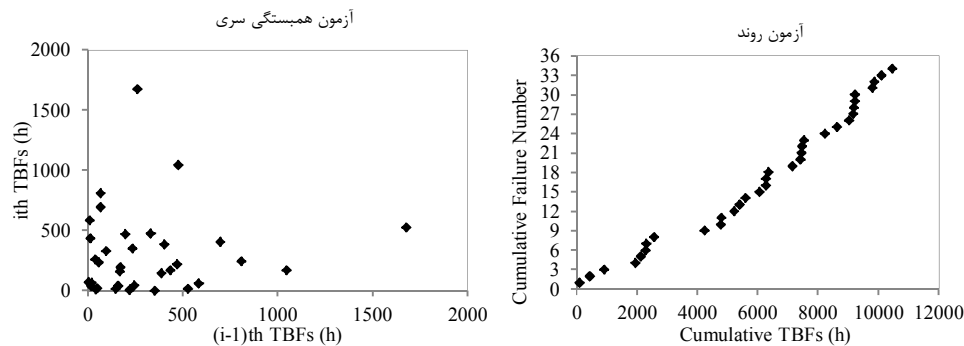 آزمون همبستگی سری
2000
1500
1000
500
0
ith TBFs (h)
0 500 1000 1500 2000
(i-1)th TBFs (h)
آزمون روند
36
33
30
27
24
21
18
15
12
9
6
3
0
Cumulative Failure Number
0 2000 4000 6000 8000 10000 12000
Cumulative TBFs (h)